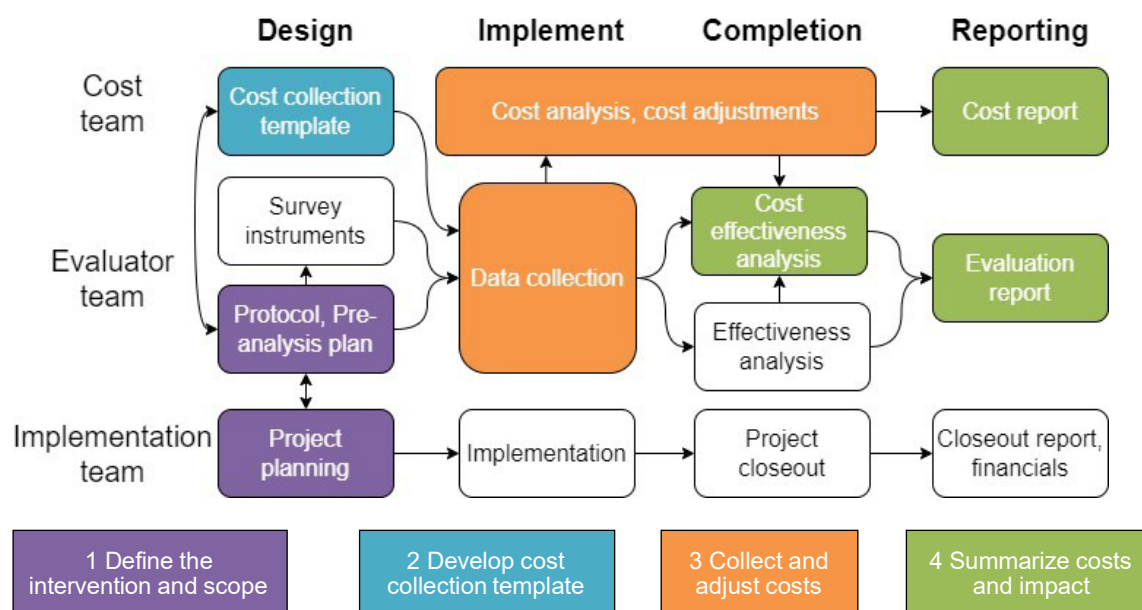 Design
Implement
Completion
Reporting
Cost
team
Cost collection
template
Cost analysis, cost adjustments
Cost report
Evaluator
team
Survey
instruments
Protocol, Pre-
analysis plan
Data collection
Cost
effectiveness
analysis
Effectiveness
analysis
Evaluation
report
Implementation
team
Project
planning
Implementation
Project
closeout
Closeout report,
financials
1 Define the
intervention and scope
2 Develop cost
collection template
3 Collect and
adjust costs
4 Summarize costs
and impact